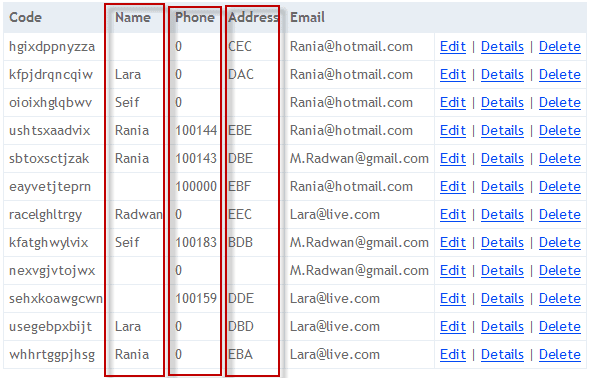 Code Name Phone Address Email
hgixdppnyzza 0 CEC Rania@hotmail.com Edit | Details | Delete
kfpjdrqncqiw Lara 0 DAC Rania@hotmail.com Edit | Details | Delete
oioixhglqbwv Seif 0 Rania@hotmail.com Edit | Details | Delete
ushtsxaadvix Rania 100144 EBE Rania@hotmail.com Edit | Details | Delete
sbtoxsctjzak Rania 100143 DBE M.Radwan@gmail.com Edit | Details | Delete
eayvetjteprn 100000 EBF Rania@hotmail.com Edit | Details | Delete
racelghltrgy Radwan 0 EEC Lara@live.com Edit | Details | Delete
kfatghwylvix Seif 100183 BDB M.Radwan@gmail.com Edit | Details | Delete
nexvgjvtojwx 0 M.Radwan@gmail.com Edit | Details | Delete
sehxkoawgcwn 100159 DDE Lara@live.com Edit | Details | Delete
usegebpxbijt Lara 0 DBD Lara@live.com Edit | Details | Delete
whhrtggpjhsg Rania 0 EBA Lara@live.com Edit | Details | Delete